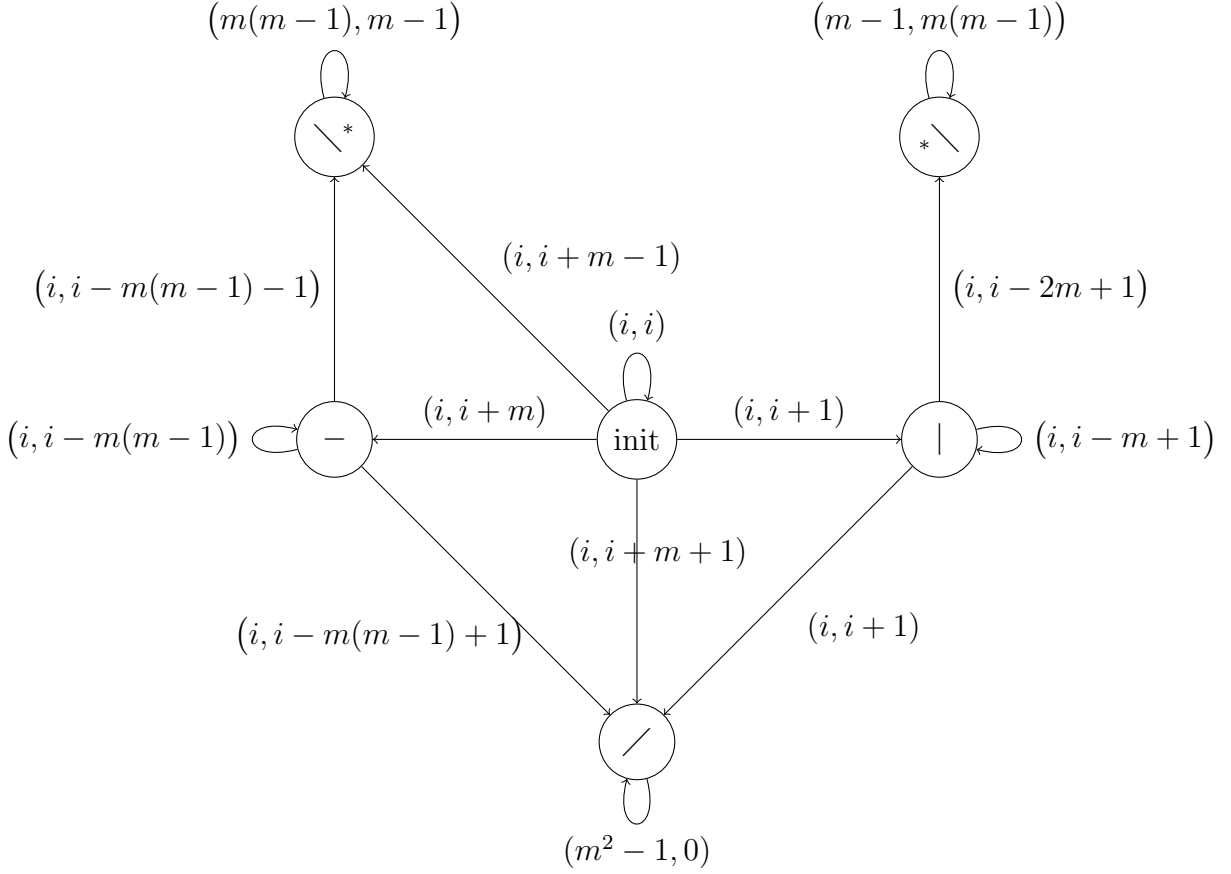 (m(m − 1), m − 1)
(m − 1, m(m − 1))
\*
*\
(i, i + m − 1)
(i, i − m(m − 1) − 1)
(i, i − 2m + 1)
(i, i)
(i, i + m)
(i, i + 1)
(i, i − m(m − 1))
−
init
|
(i, i − m + 1)
(i, i + m + 1)
(i, i − m(m − 1) + 1)
(i, i + 1)
/
(m² − 1, 0)